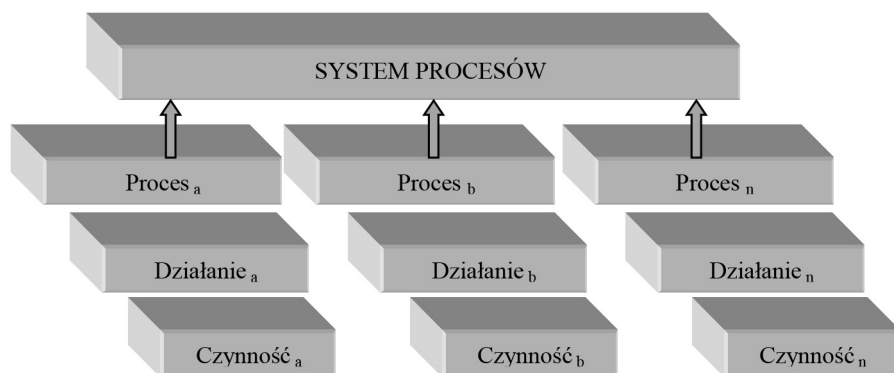 SYSTEM PROCESÓW
Proces a Proces b Proces n
Działanie a Działanie b Działanie n
Czynność a Czynność b Czynność n